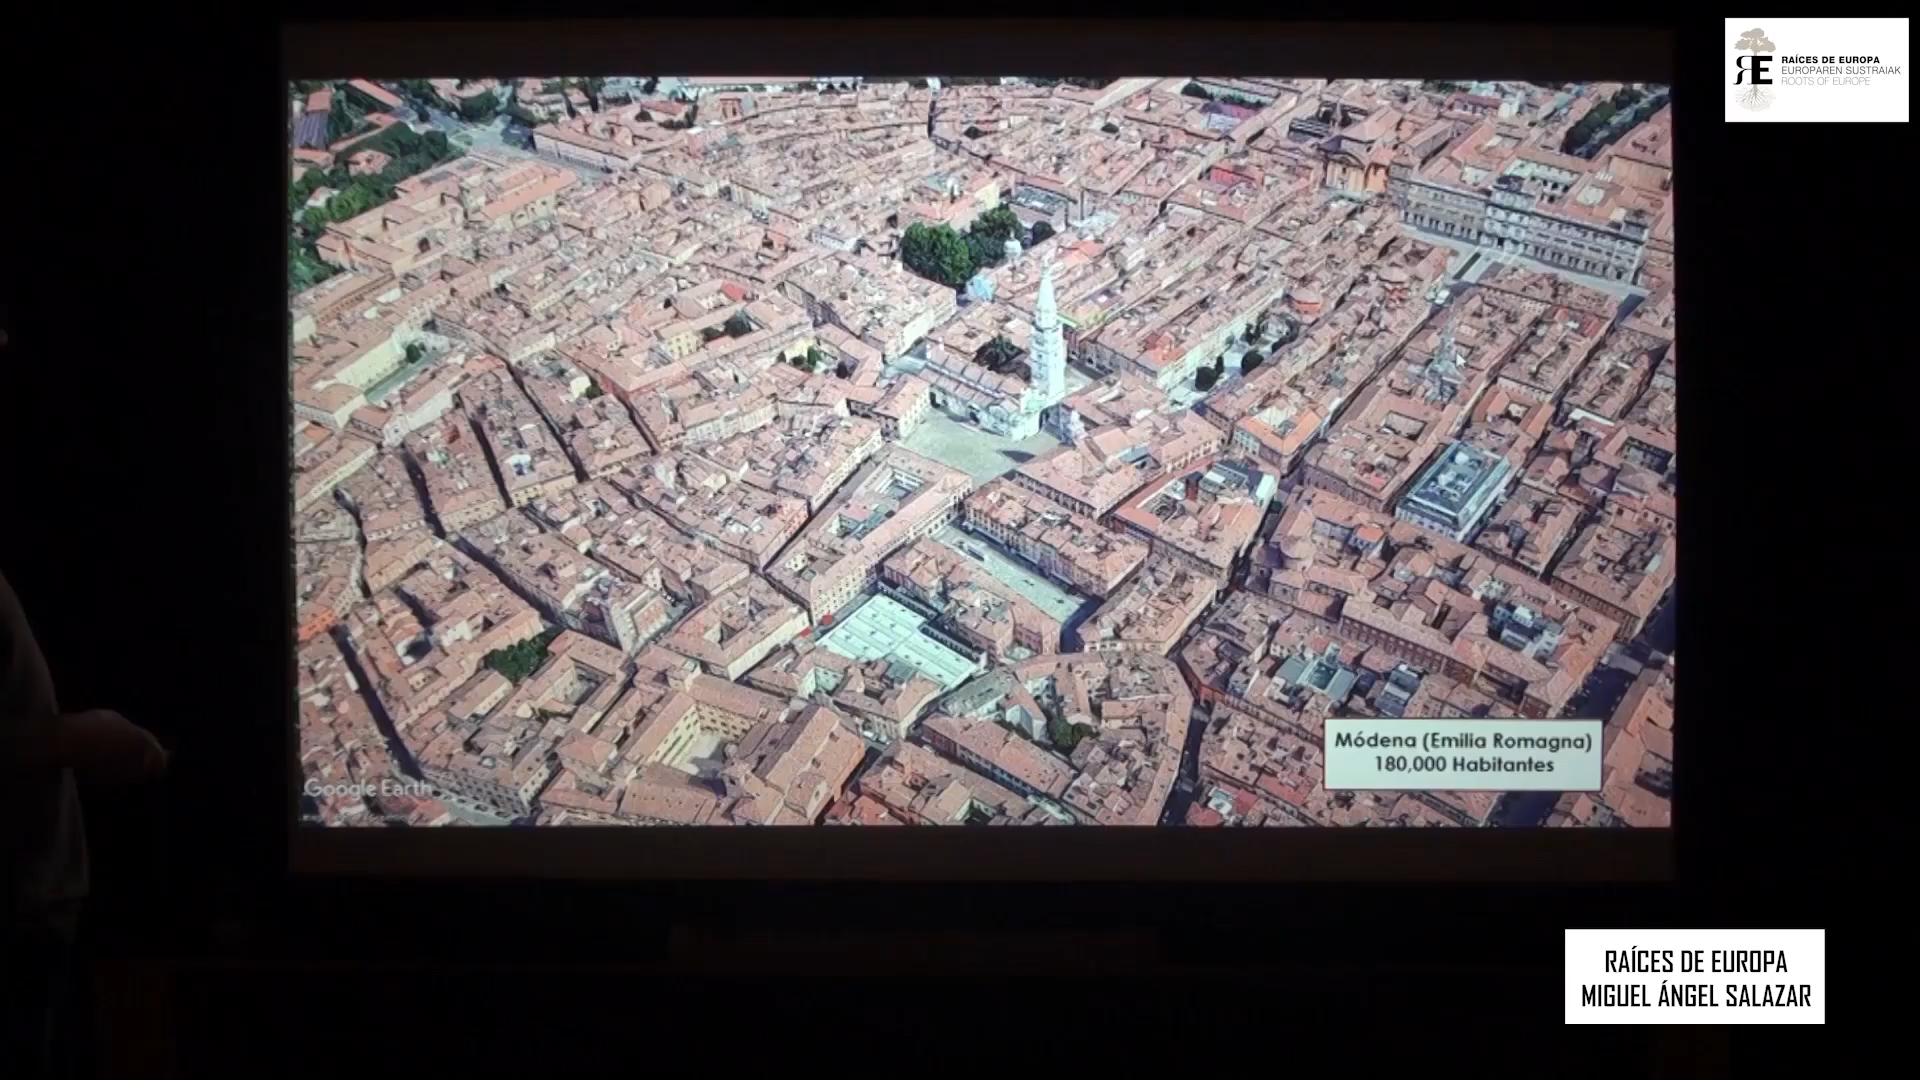 RAÍCES DE EUROPA
EUROPAREN SUSTRAIAK
ROOTS OF EUROPE
Módena (Emilia Romagna)
180,000 Habitantes
Google Earth
RAÍCES DE EUROPA
MIGUEL ÁNGEL SALAZAR